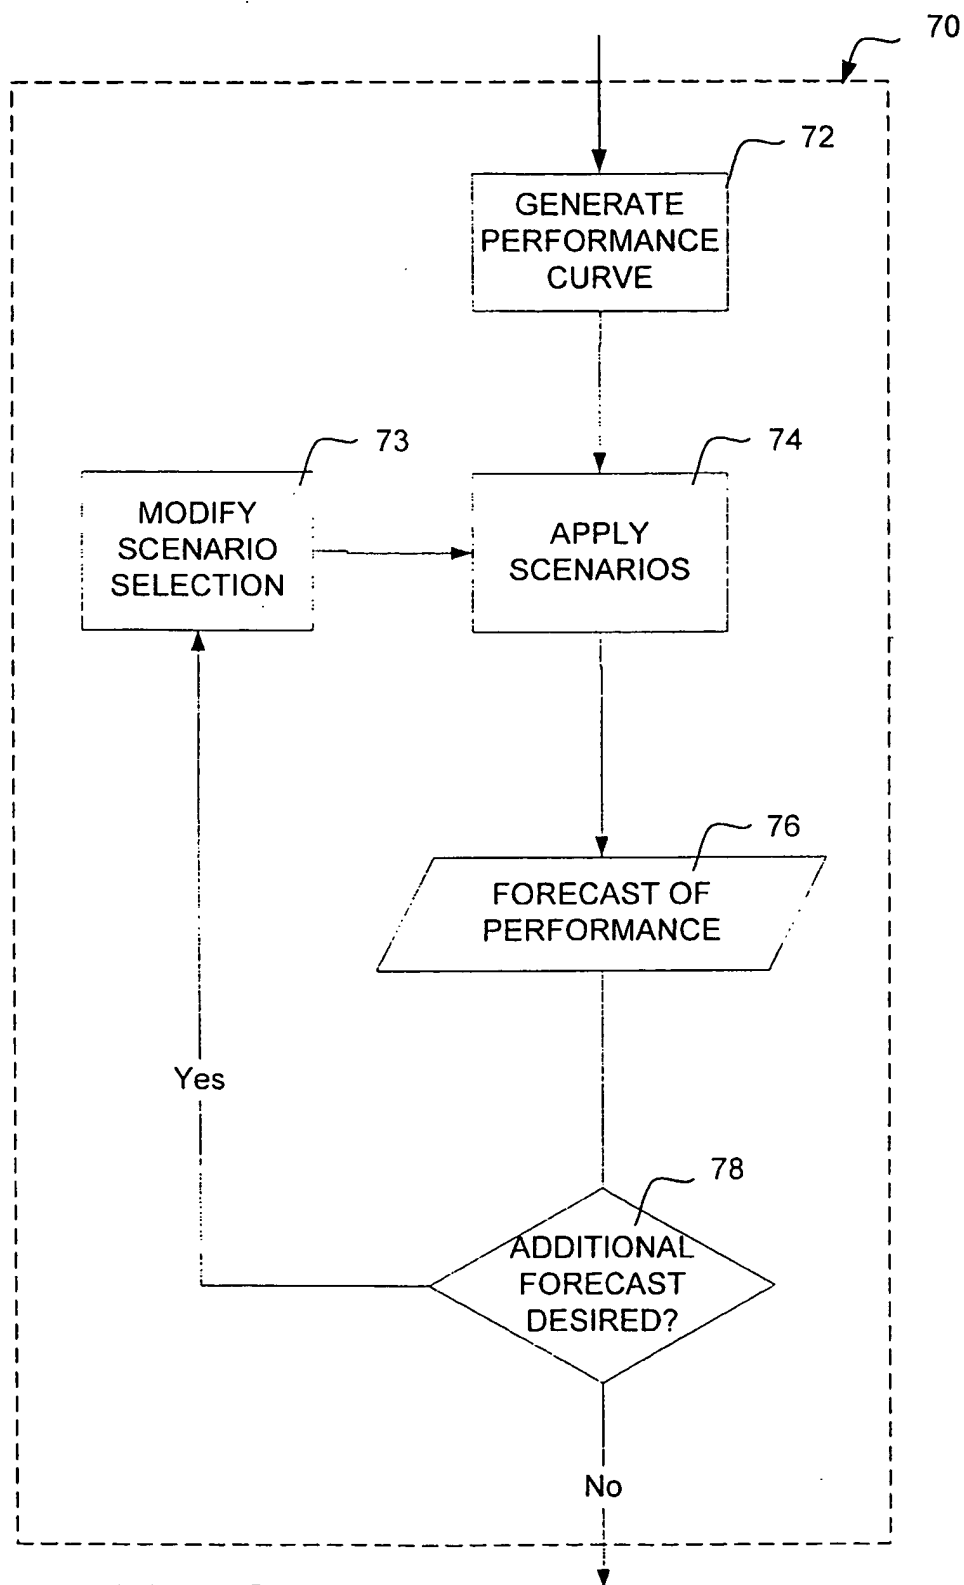 70
72
GENERATE
PERFORMANCE
CURVE
73
MODIFY
SCENARIO
SELECTION
74
APPLY
SCENARIOS
76
FORECAST OF
PERFORMANCE
Yes
78
ADDITIONAL
FORECAST
DESIRED?
No